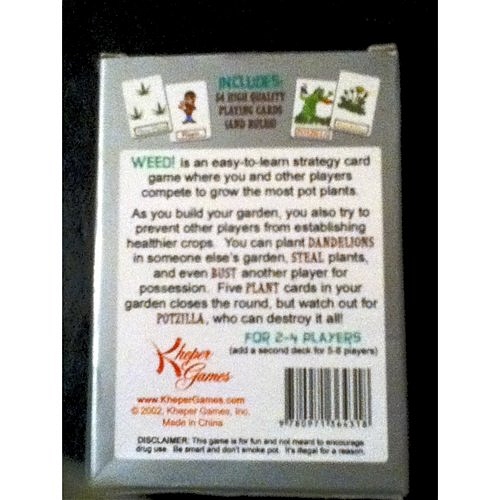 INCLUDES:
54 HIGH QUALITY
PLAYING CARDS
(AND RULES)
WEED! is an easy-to-learn strategy card
game where you and other players
compete to grow the most pot plants.
As you build your garden, you also try to
prevent other players from establishing
healthier crops. You can plant DANDELIONS
in someone else's garden, STEAL plants,
and even BUST another player for
possession. Five PLANT cards in your
garden closes the round, but watch out for
POTZILLA, who can destroy it all!
FOR 2-4 PLAYERS
(add a second deck for 5-8 players)
Kheper
Games
www.KheperGames.com
© 2002, Kheper Games, Inc.
Made in China
9 780971 364318
DISCLAIMER: This game is for fun and not meant to encourage
drug use. Be smart and don't smoke pot. It's illegal for a reason.